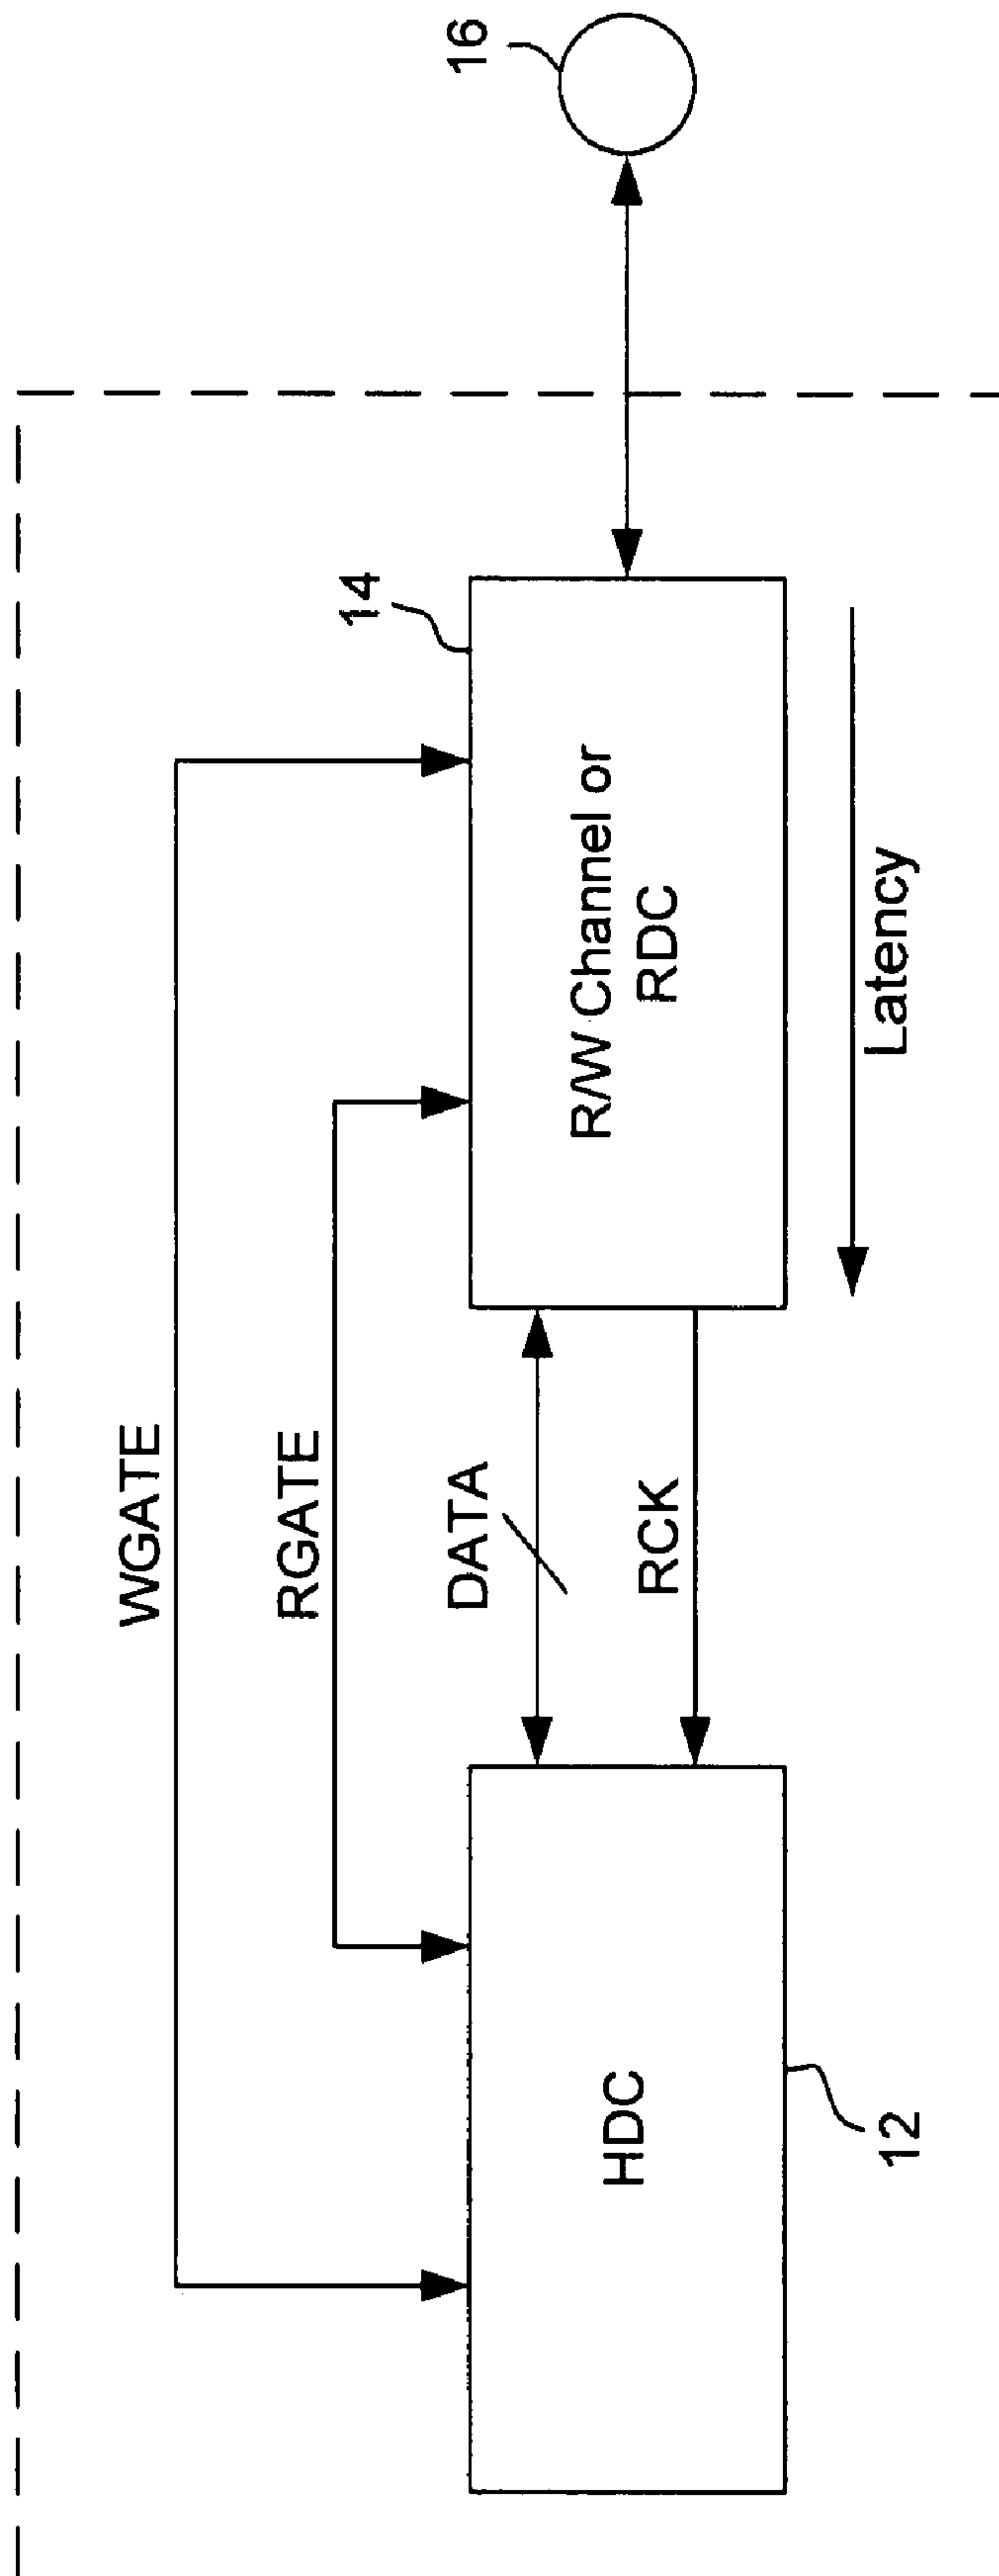 WGATE
RGATE
DATA
RCK
HDC
12
R/W Channel or
RDC
14
Latency
16